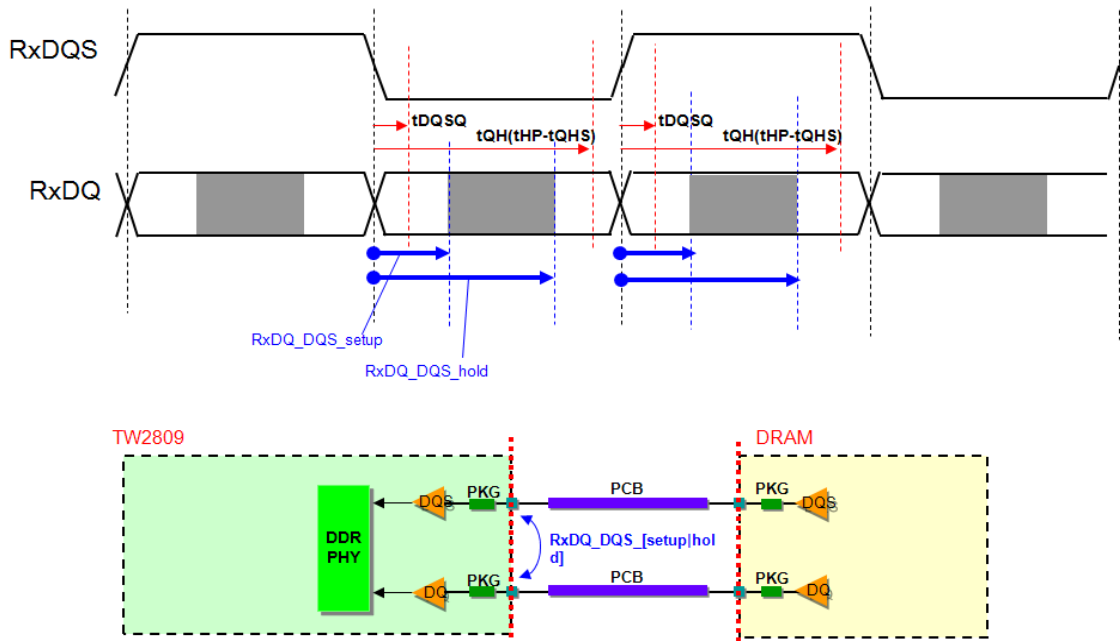 RxDQS
tDQSQ
tQH(tHP-tQHS)
tDQSQ
tQH(tHP-tQHS)
RxDQ
RxDQ_DQS_setup
RxDQ_DQS_hold
TW2809
DRAM
DQS
PKG
PCB
PKG
DQS
DDR
PHY
RxDQ_DQS_[setup|hol
d]
DQ
PKG
PCB
PKG
DQ